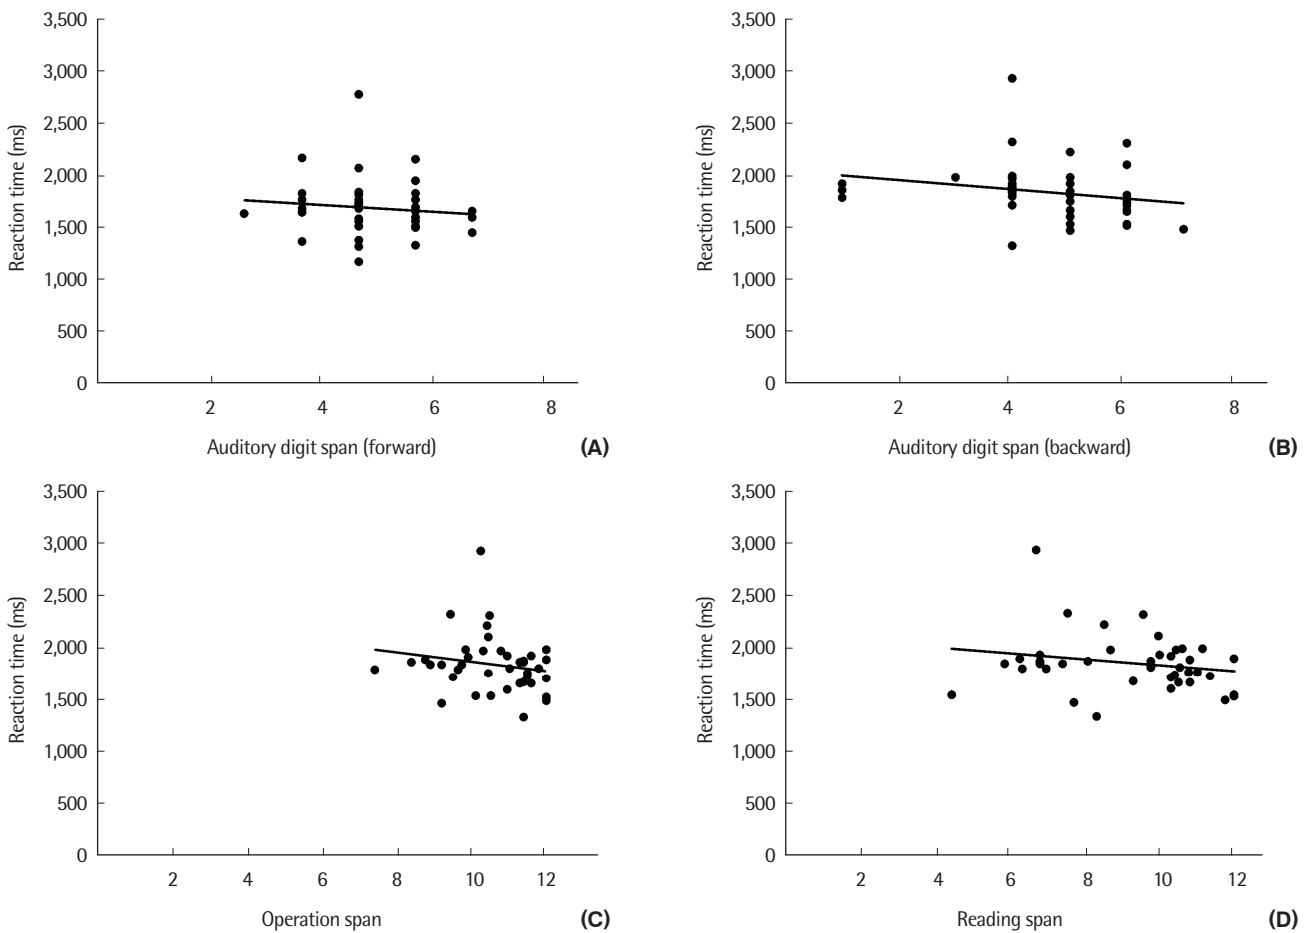 3,500
3,000
2,500
2,000
1,500
1,000
500
0
Reaction time (ms)
2 4 6 8
Auditory digit span (forward) (A)
3,500
3,000
2,500
2,000
1,500
1,000
500
0
Reaction time (ms)
2 4 6 8
Auditory digit span (backward) (B)
3,500
3,000
2,500
2,000
1,500
1,000
500
0
Reaction time (ms)
2 4 6 8 10 12
Operation span (C)
3,500
3,000
2,500
2,000
1,500
1,000
500
0
Reaction time (ms)
2 4 6 8 10 12
Reading span (D)